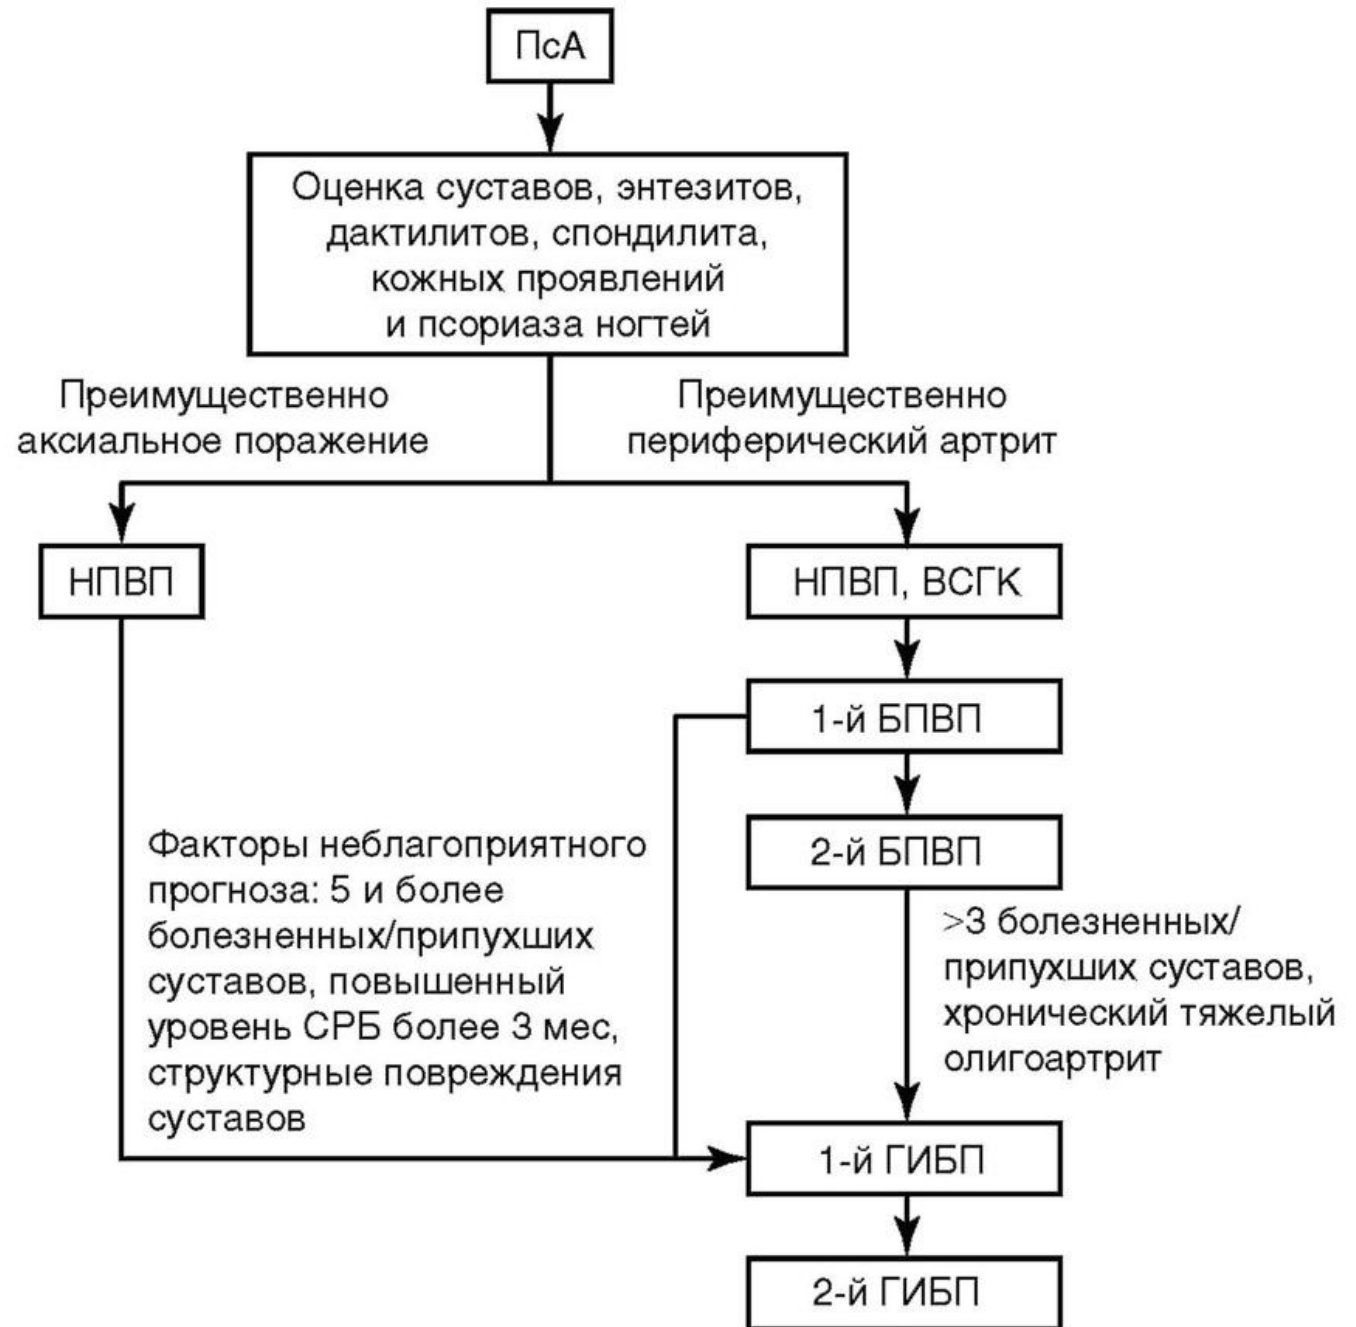 ПсА
Оценка суставов, энтезитов,
дактилитов, спондилита,
кожных проявлений
и псориаза ногтей
Преимущественно
аксиальное поражение
Преимущественно
периферический артрит
НПВП
НПВП, ВСГК
1-й БПВП
2-й БПВП
Факторы неблагоприятного
прогноза: 5 и более
болезненных/припухших
суставов, повышенный
уровень СРБ более 3 мес,
структурные повреждения
суставов
>3 болезненных/
припухших суставов,
хронический тяжелый
олигоартрит
1-й ГИБП
2-й ГИБП